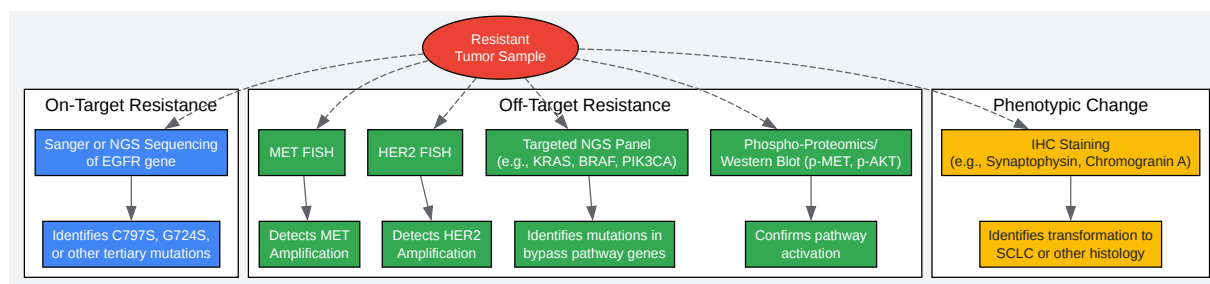 Resistant
Tumor Sample
On-Target Resistance
Off-Target Resistance
Phenotypic Change
Sanger or NGS Sequencing
of EGFR gene
MET FISH
HER2 FISH
Targeted NGS Panel
(e.g., KRAS, BRAF, PIK3CA)
Phospho-Proteomics/
Western Blot (p-MET, p-AKT)
IHC Staining
(e.g., Synaptophysin, Chromogranin A)
Identifies C797S, G724S,
or other tertiary mutations
Detects MET
Amplification
Detects HER2
Amplification
Identifies mutations in
bypass pathway genes
Confirms pathway
activation
Identifies transformation to
SCLC or other histology